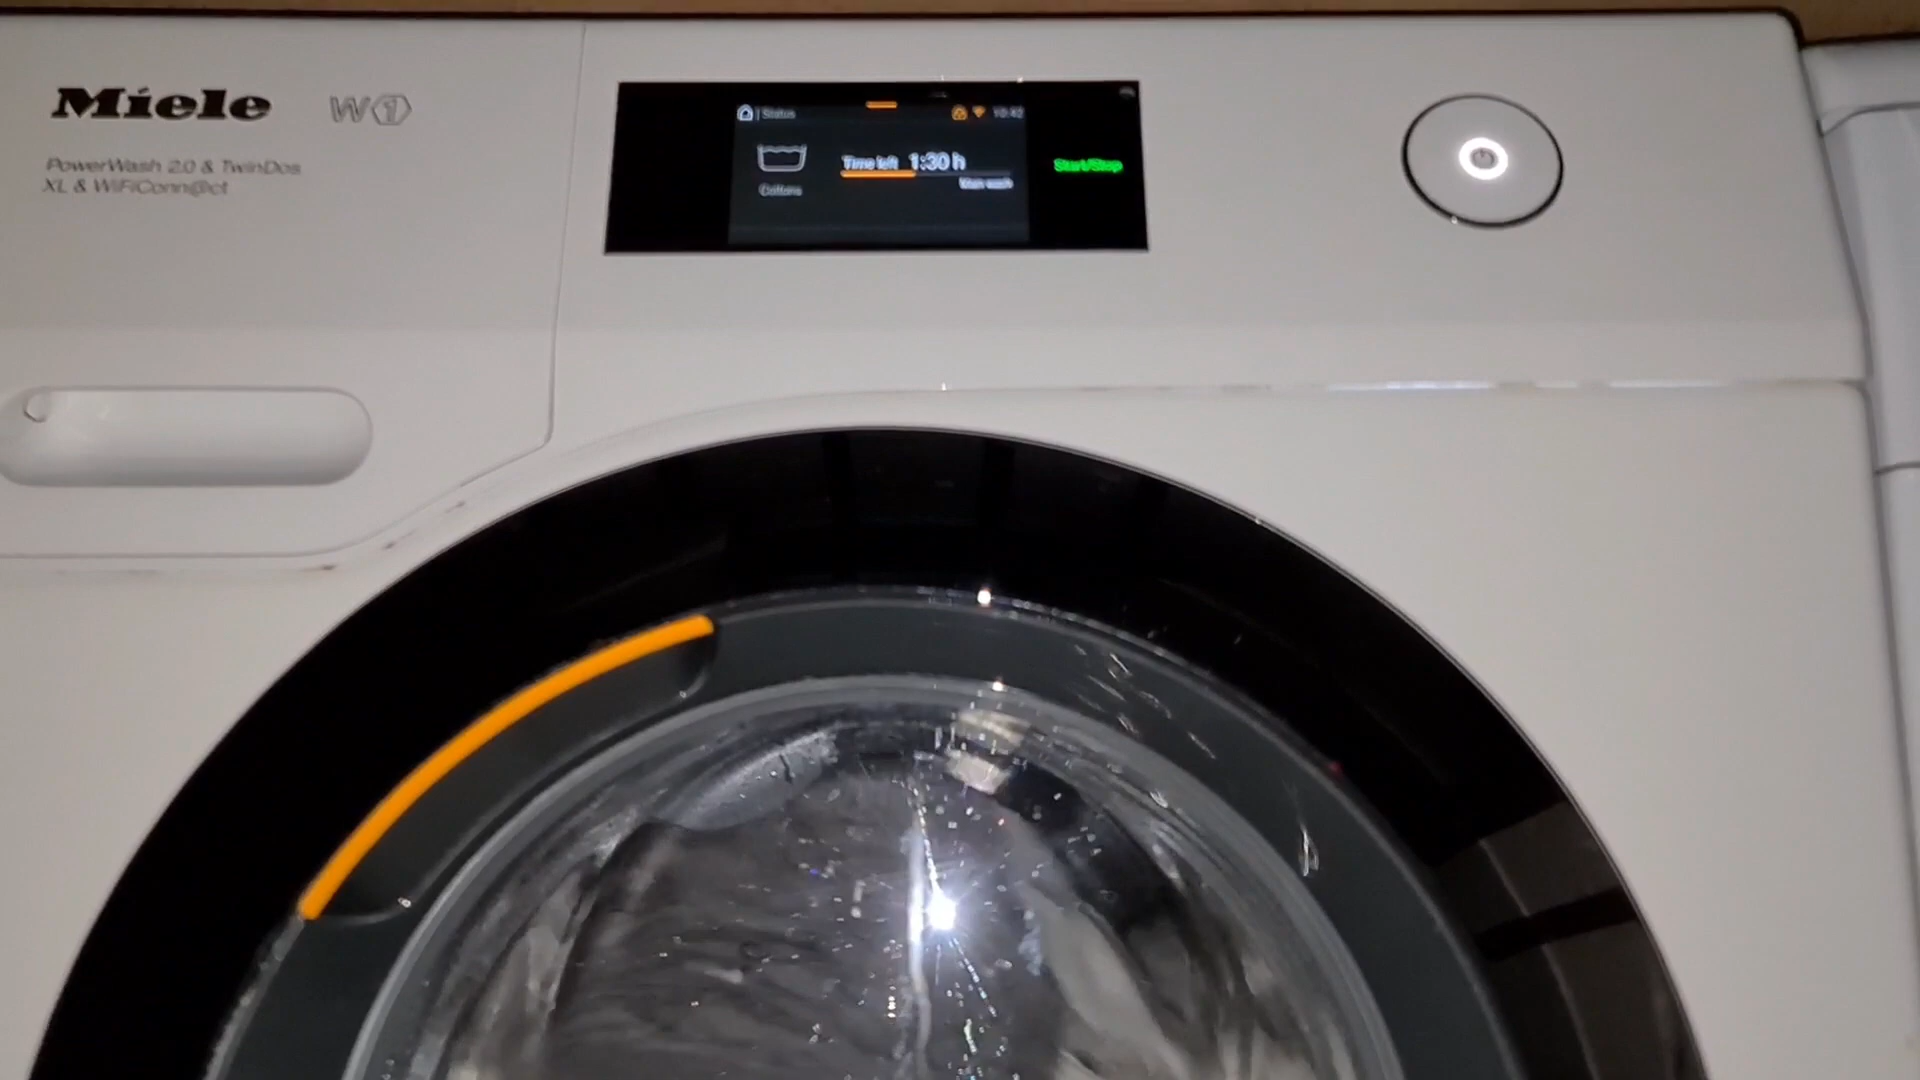 Miele W1
PowerWash 2.0 & TwinDos
XL & WiFiConn@ct
Status
10:42
Time left 1:30 h
Main wash
Cottons
Start/Stop